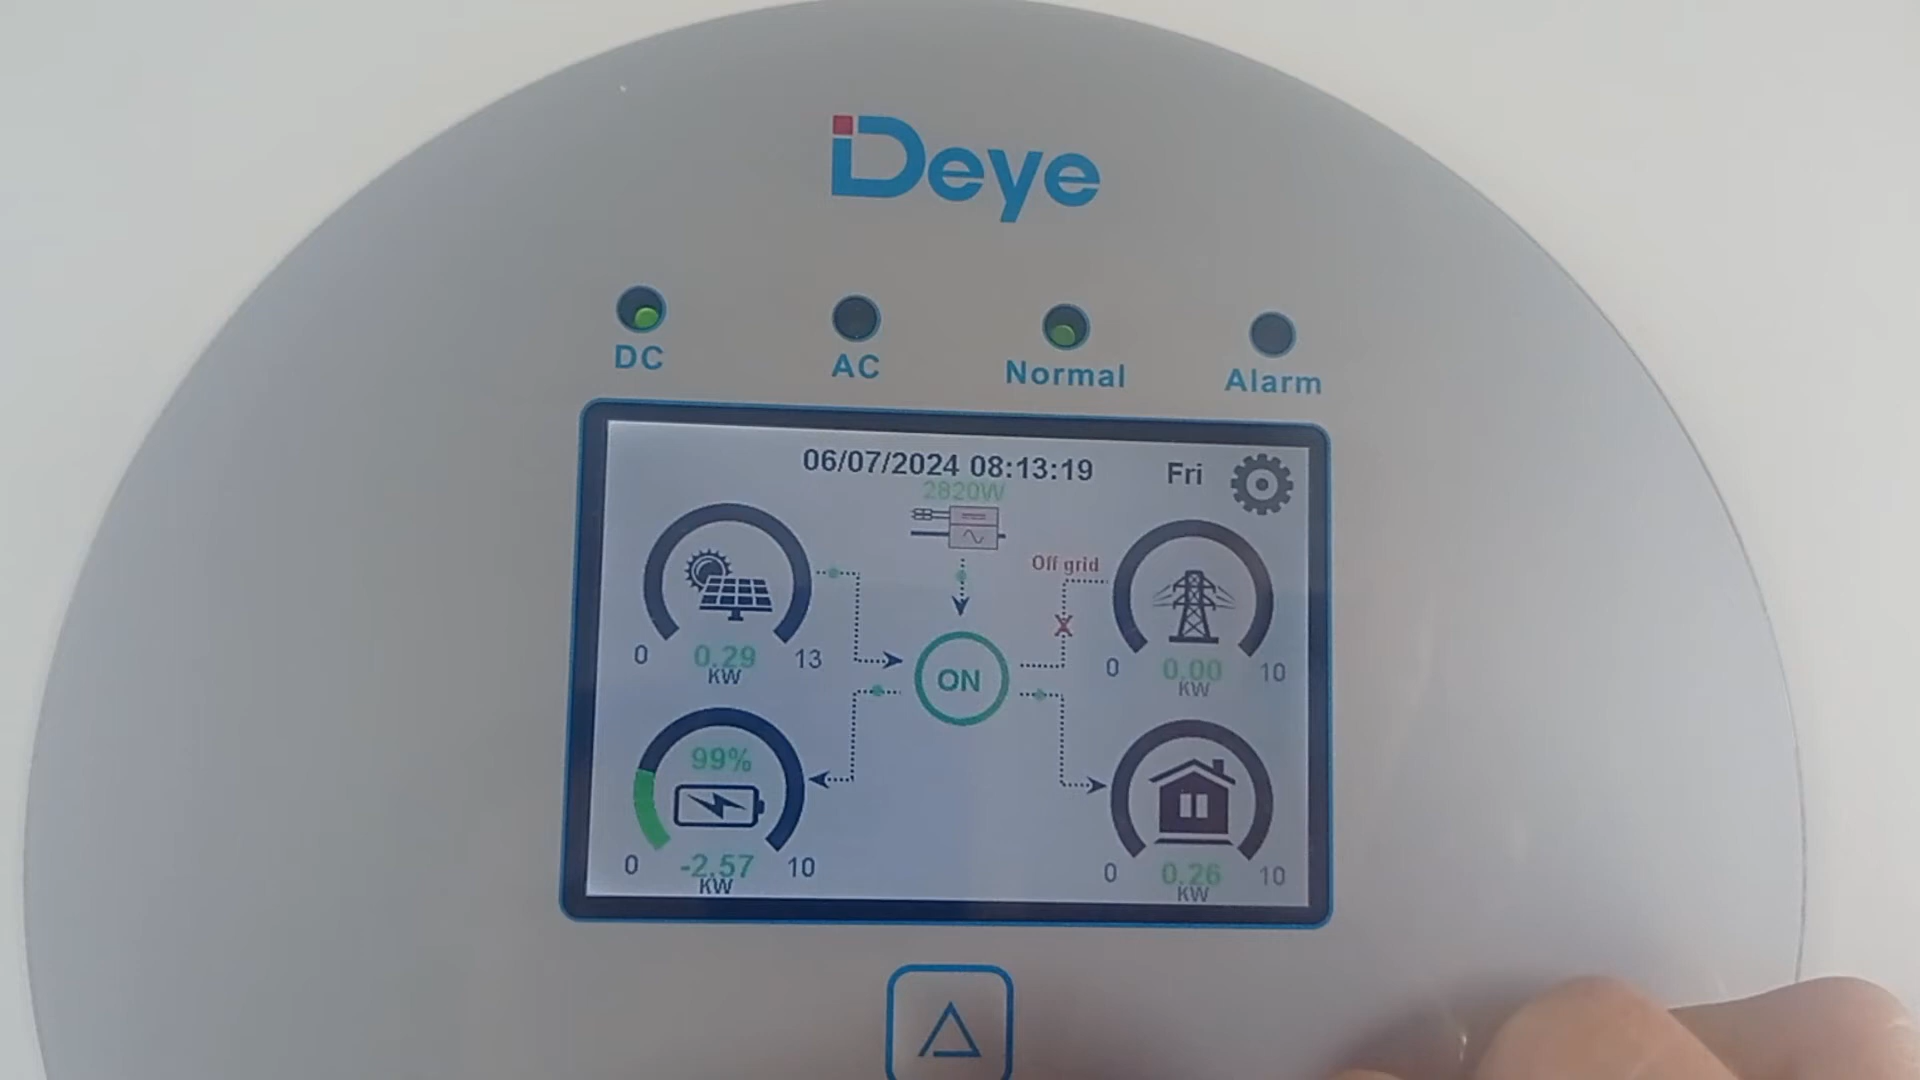 Deye
DC
AC
Normal
Alarm
06/07/2024 08:13:19
Fri
2820W
Off grid
0
0.29
13
KW
0
0.00
10
KW
ON
99%
0
-2.57
10
KW
0
0.26
10
KW